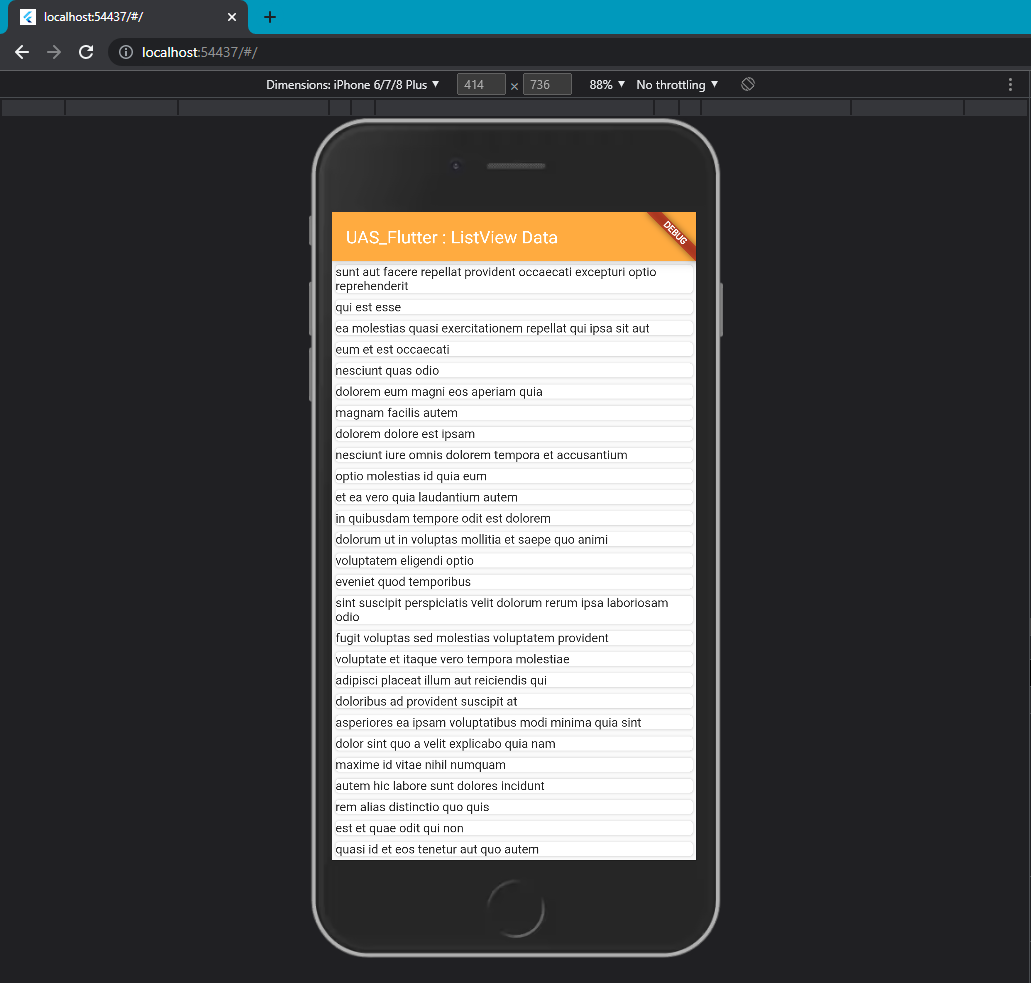 localhost:54437/#/
localhost:54437/#/
Dimensions: iPhone 6/7/8 Plus ▼ 414 × 736 88% ▼ No throttling ▼
UAS_Flutter : ListView Data
DEBUG
sunt aut facere repellat provident occaecati excepturi optio
reprehenderit
qui est esse
ea molestias quasi exercitationem repellat qui ipsa sit aut
eum et est occaecati
nesciunt quas odio
dolorem eum magni eos aperiam quia
magnam facilis autem
dolorem dolore est ipsam
nesciunt iure omnis dolorem tempora et accusantium
optio molestias id quia eum
et ea vero quia laudantium autem
in quibusdam tempore odit est dolorem
dolorum ut in voluptas mollitia et saepe quo animi
voluptatem eligendi optio
eveniet quod temporibus
sint suscipit perspiciatis velit dolorum rerum ipsa laboriosam
odio
fugit voluptas sed molestias voluptatem provident
voluptate et itaque vero tempora molestiae
adipisci placeat illum aut reiciendis qui
doloribus ad provident suscipit at
asperiores ea ipsam voluptatibus modi minima quia sint
dolor sint quo a velit explicabo quia nam
maxime id vitae nihil numquam
autem hic labore sunt dolores incidunt
rem alias distinctio quo quis
est et quae odit qui non
quasi id et eos tenetur aut quo autem